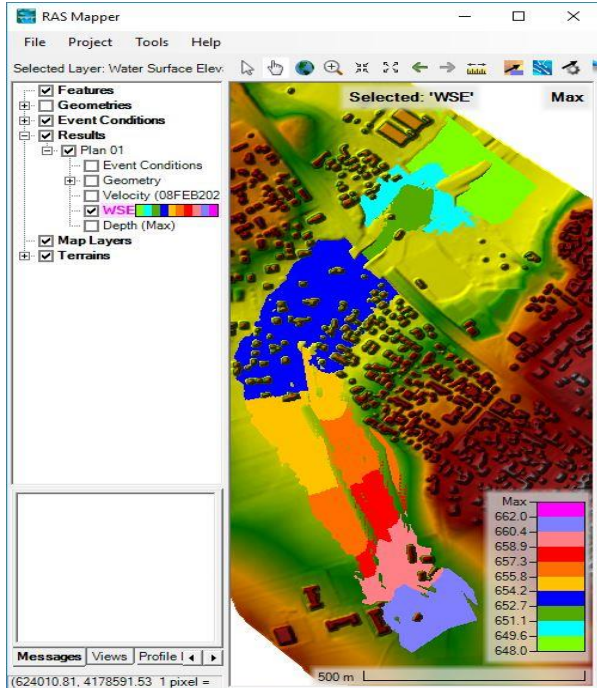 RAS Mapper
File Project Tools Help
Selected Layer: Water Surface Elev
Features
Geometries
Event Conditions
Results
Plan 01
Event Conditions
Geometry
Velocity (08FEB202
WSE
Depth (Max)
Map Layers
Terrains
Selected: 'WSE' Max
Max
662.0
660.4
658.9
657.3
655.8
654.2
652.7
651.1
649.6
648.0
500 m
Messages Views Profile
(624010.81, 4178591.53 1 pixel =